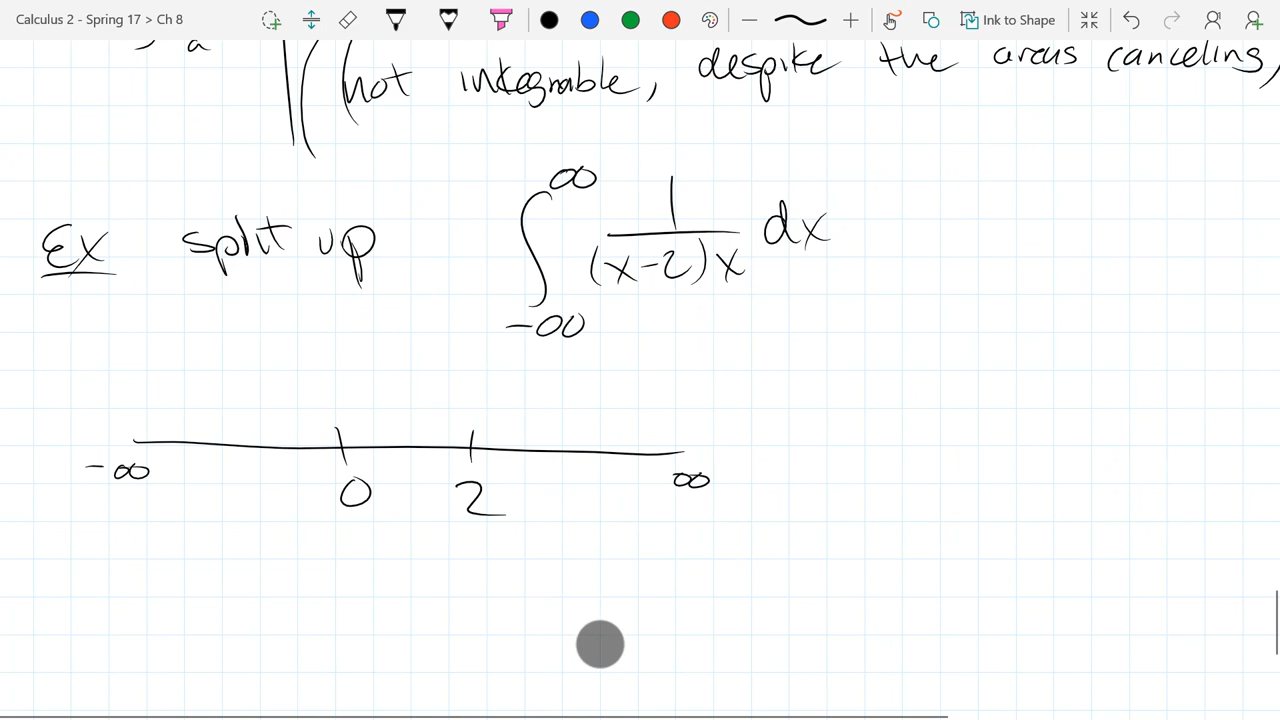 Calculus 2 - Spring 17 > Ch 8
Ink to Shape
a
(not integrable, despite the areas canceling)
Ex split up ∫_{-∞}^{∞} 1/((x-2)x) dx
-∞ 0 2 ∞